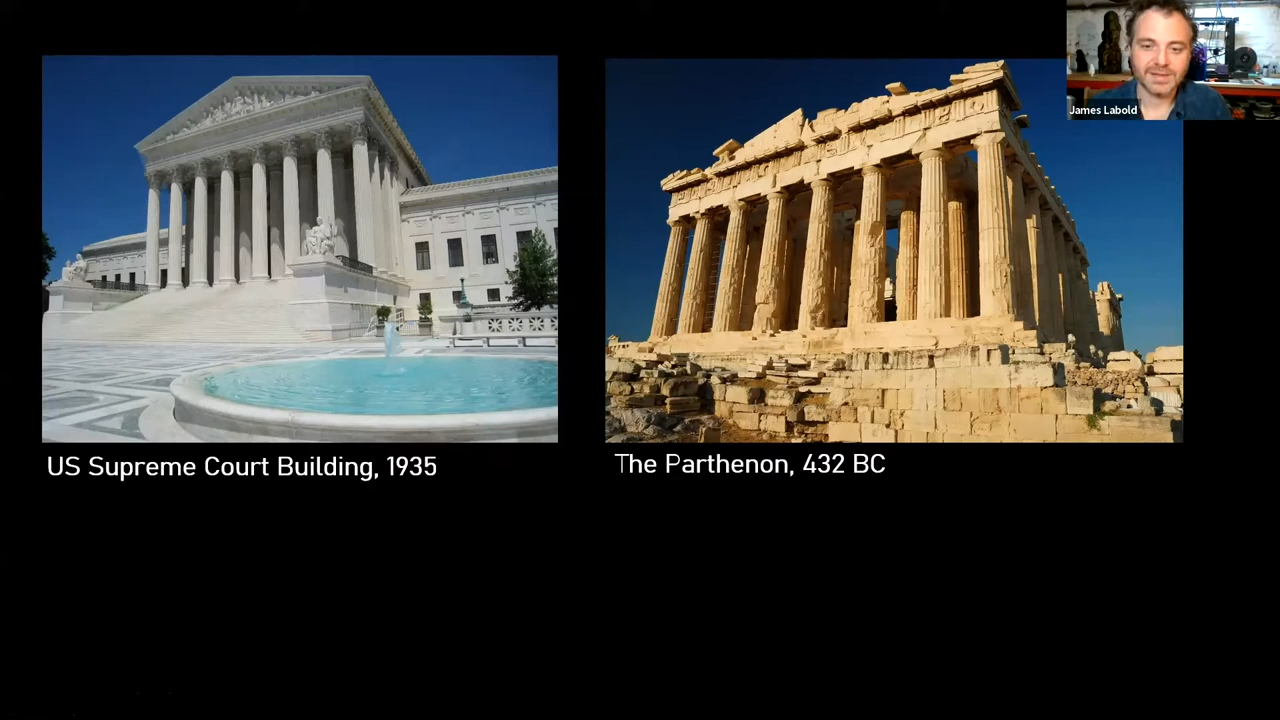 James Labold
US Supreme Court Building, 1935
The Parthenon, 432 BC